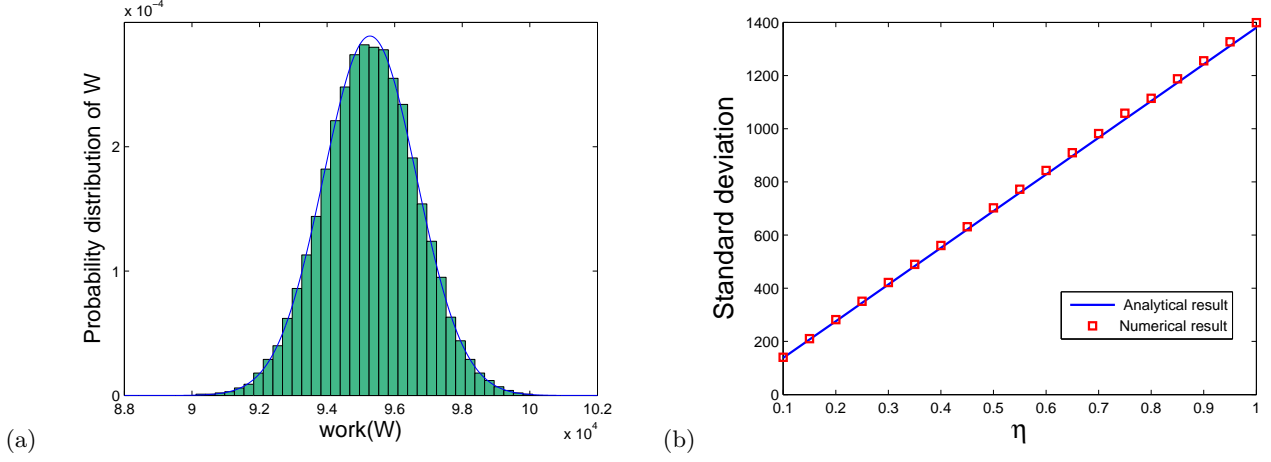 x 10⁻⁴
Probability distribution of W
4
2
0
8.8 9 9.2 9.4 9.6 9.8 10 10.2
x 10⁴
work(W)
(a)
Standard deviation
1400
1200
1000
800
600
400
200
0
0.1 0.2 0.3 0.4 0.5 0.6 0.7 0.8 0.9 1
η
Analytical result
Numerical result
(b)